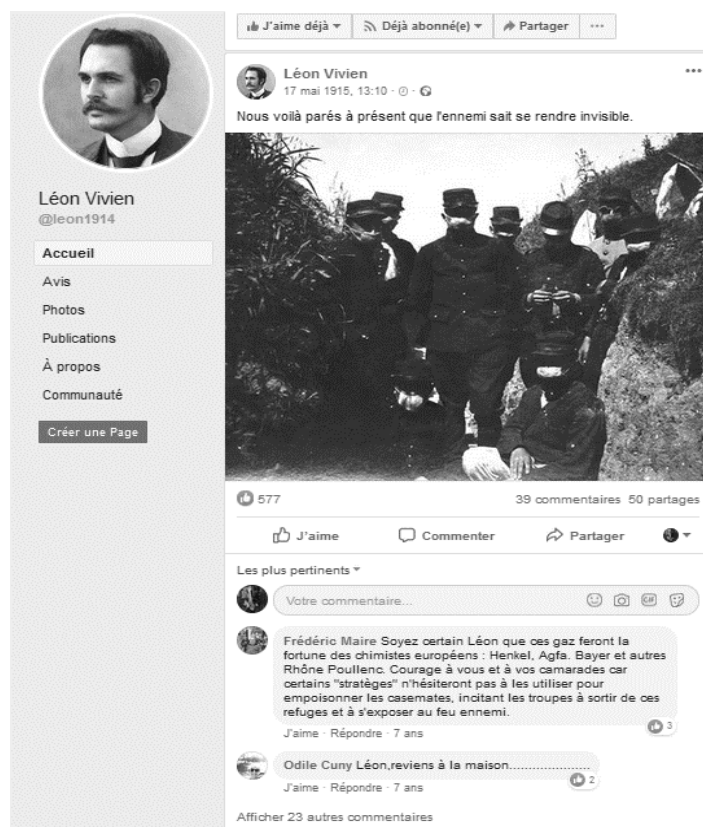 J'aime déjà Déjà abonné(e) Partager
Léon Vivien
@leon1914
Accueil
Avis
Photos
Publications
À propos
Communauté
Créer une Page
Léon Vivien
17 mai 1915, 13:10
Nous voilà parés à présent que l'ennemi sait se rendre invisible.
577 39 commentaires 50 partages
J'aime Commenter Partager
Les plus pertinents
Votre commentaire...
GIF
Frédéric Maire Soyez certain Léon que ces gaz feront la
fortune des chimistes européens : Henkel, Agfa. Bayer et autres
Rhône Poullenc. Courage à vous et à vos camarades car
certains "stratèges" n'hésiteront pas à les utiliser pour
empoisonner les casemates, incitant les troupes à sortir de ces
refuges et à s'exposer au feu ennemi.
3
J'aime · Répondre · 7 ans
Odile Cuny Léon,reviens à la maison.....................
2
J'aime · Répondre · 7 ans
Afficher 23 autres commentaires